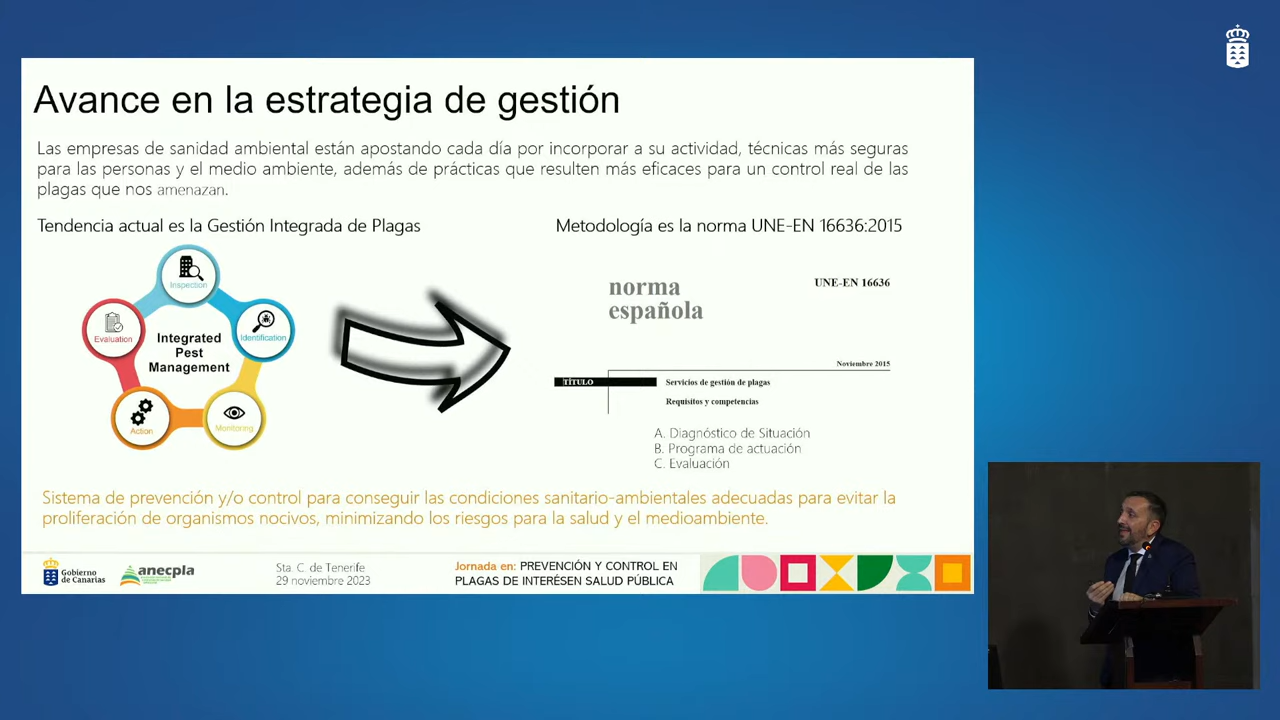 Avance en la estrategia de gestión
Las empresas de sanidad ambiental están apostando cada día por incorporar a su actividad, técnicas más seguras
para las personas y el medio ambiente, además de prácticas que resulten más eficaces para un control real de las
plagas que nos amenazan.
Tendencia actual es la Gestión Integrada de Plagas
Inspection
Identification
Monitoring
Action
Evaluation
Integrated
Pest
Management
Metodología es la norma UNE-EN 16636:2015
norma
española
UNE-EN 16636
Noviembre 2015
TÍTULO
Servicios de gestión de plagas
Requisitos y competencias
A. Diagnóstico de Situación
B. Programa de actuación
C. Evaluación
Sistema de prevención y/o control para conseguir las condiciones sanitario-ambientales adecuadas para evitar la
proliferación de organismos nocivos, minimizando los riesgos para la salud y el medioambiente.
Gobierno
de Canarias
anecpla
Sta. C. de Tenerife
29 noviembre 2023
Jornada en: PREVENCIÓN Y CONTROL EN
PLAGAS DE INTERÉSEN SALUD PÚBLICA